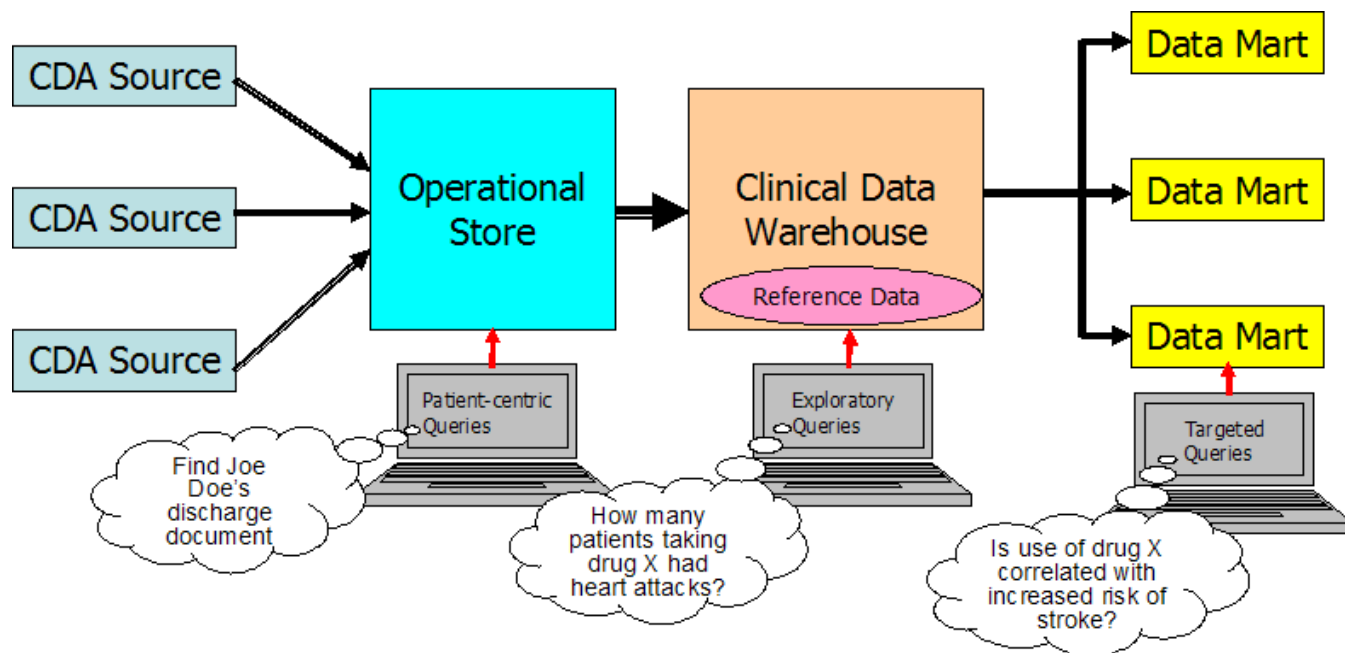 CDA Source
CDA Source
CDA Source
Operational
Store
Clinical Data
Warehouse
Reference Data
Data Mart
Data Mart
Data Mart
Patient-centric
Queries
Find Joe
Doe's
discharge
document
Exploratory
Queries
How many
patients taking
drug X had
heart attacks?
Targeted
Queries
Is use of drug X
correlated with
increased risk of
stroke?